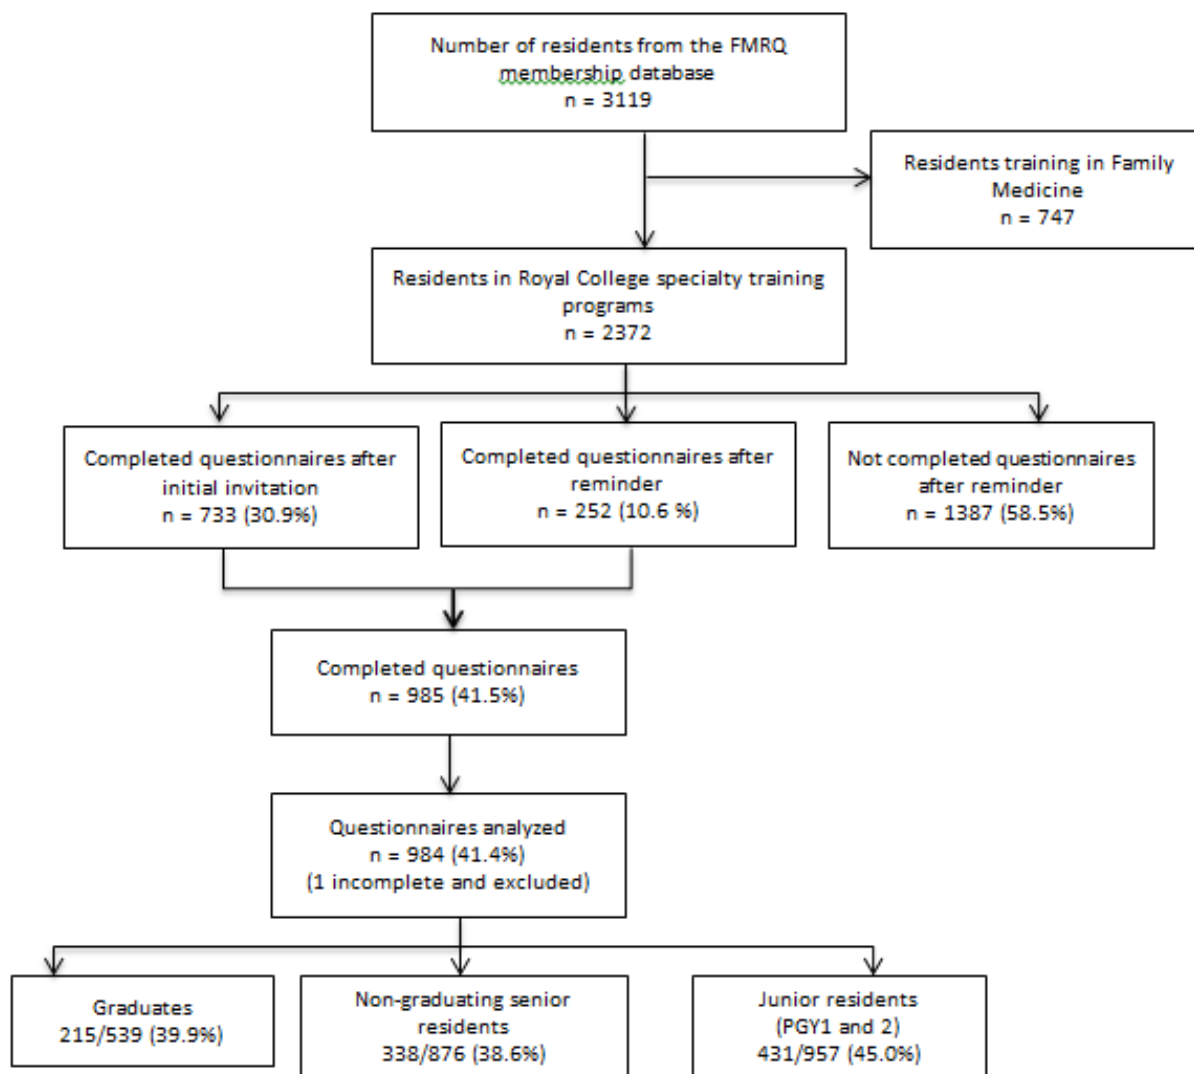 Number of residents from the FMRQ
membership database
n = 3119
Residents training in Family
Medicine
n = 747
Residents in Royal College specialty training
programs
n = 2372
Completed questionnaires after
initial invitation
n = 733 (30.9%)
Completed questionnaires after
reminder
n = 252 (10.6 %)
Not completed questionnaires
after reminder
n = 1387 (58.5%)
Completed questionnaires
n = 985 (41.5%)
Questionnaires analyzed
n = 984 (41.4%)
(1 incomplete and excluded)
Graduates
215/539 (39.9%)
Non-graduating senior
residents
338/876 (38.6%)
Junior residents
(PGY1 and 2)
431/957 (45.0%)